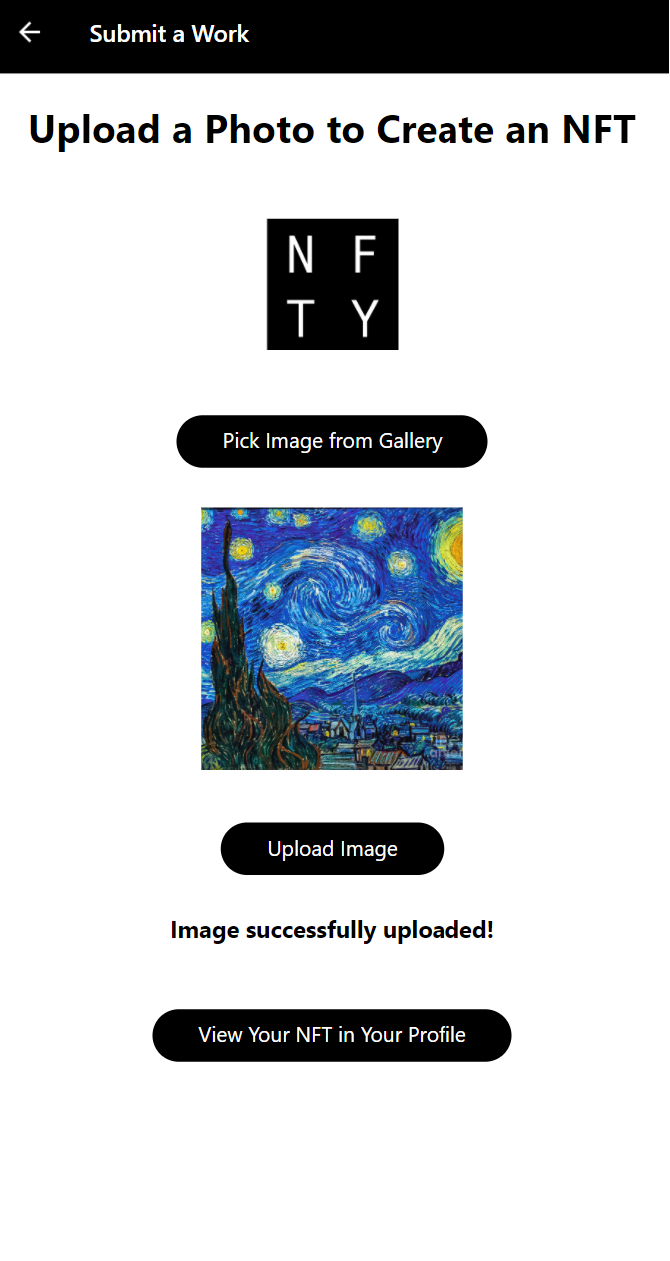 Submit a Work
Upload a Photo to Create an NFT
N F
T Y
Pick Image from Gallery
Upload Image
Image successfully uploaded!
View Your NFT in Your Profile